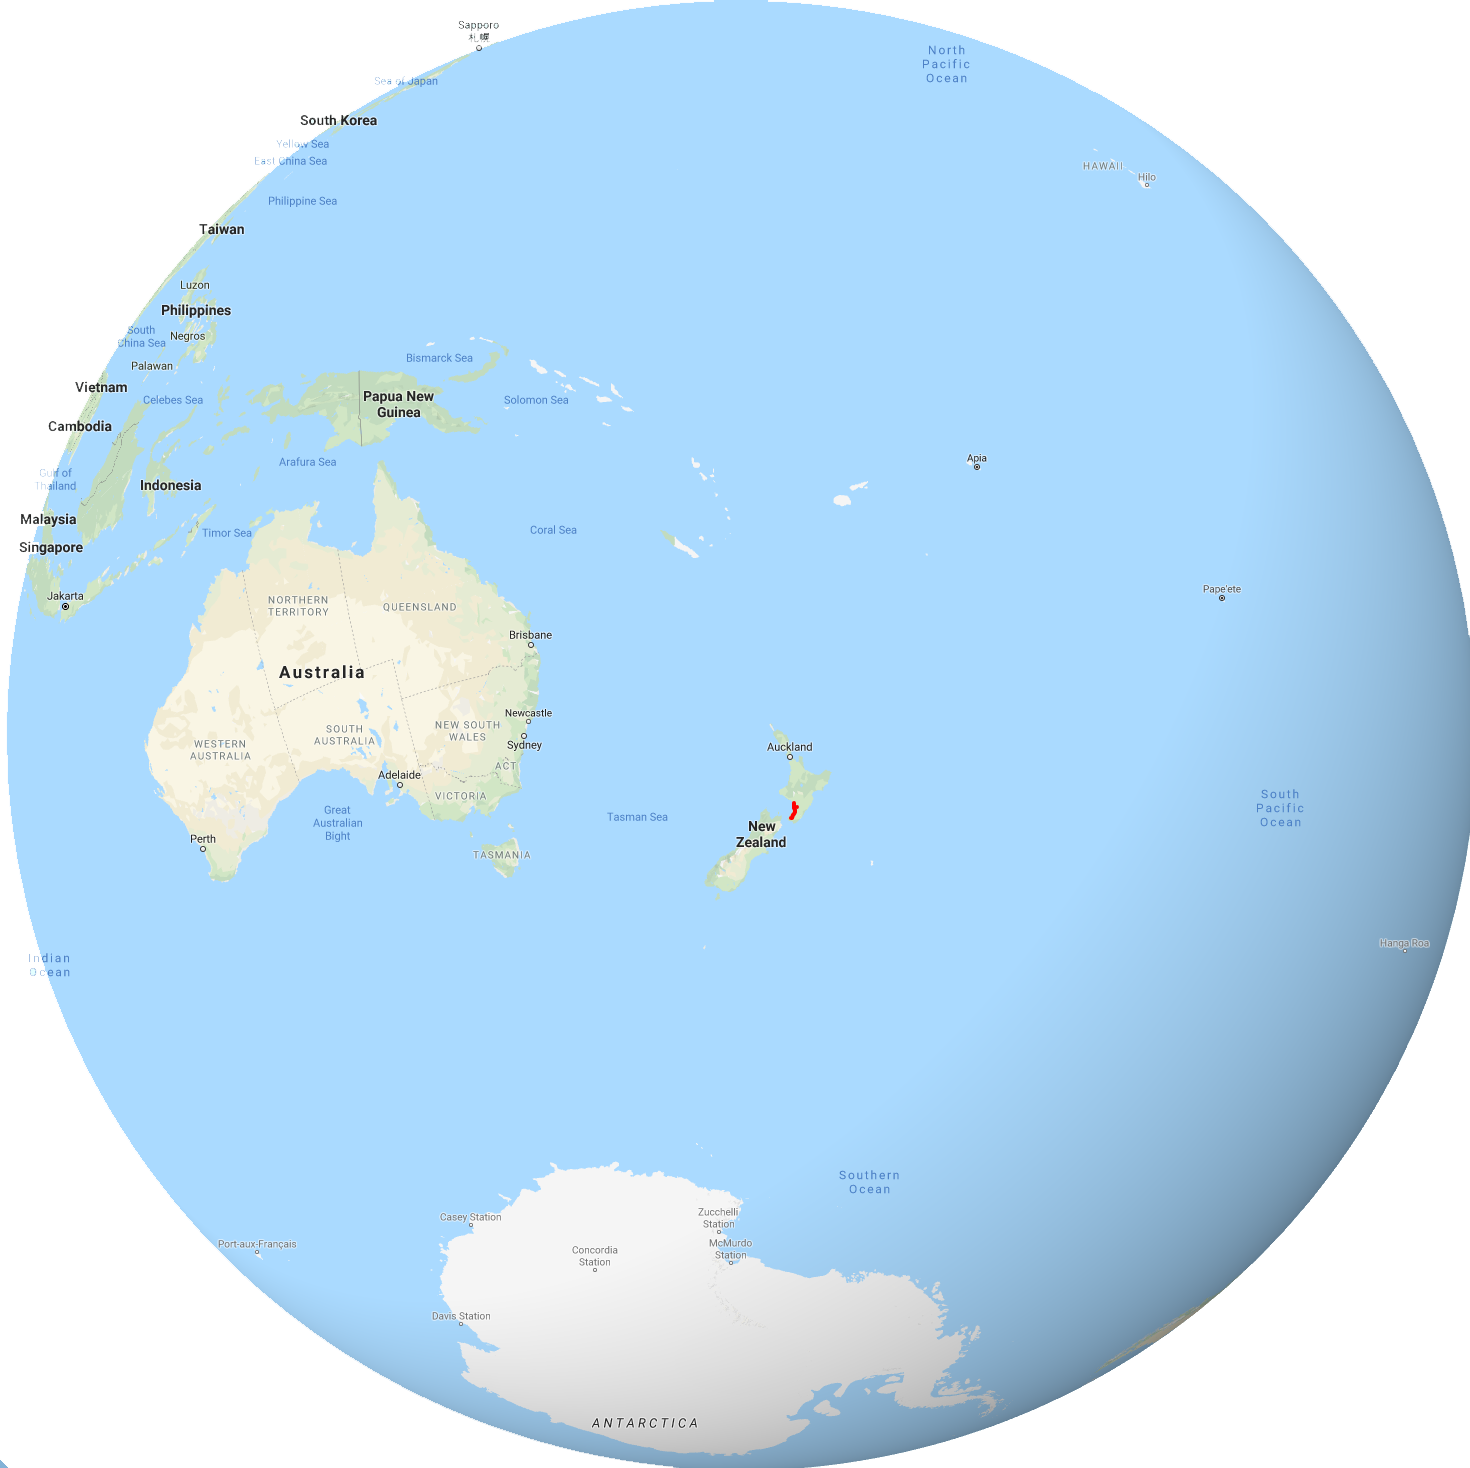 Sapporo
札幌
Sea of Japan
North
Pacific
Ocean
South Korea
Yellow Sea
East China Sea
HAWAII
Hilo
Philippine Sea
Taiwan
Luzon
Philippines
South
China Sea
Negros
Palawan
Bismarck Sea
Vietnam
Celebes Sea
Papua New
Guinea
Solomon Sea
Cambodia
Arafura Sea
Apia
Gulf of
Thailand
Indonesia
Malaysia
Timor Sea
Coral Sea
Singapore
Jakarta
NORTHERN
TERRITORY
QUEENSLAND
Pape'ete
Brisbane
Australia
Newcastle
NEW SOUTH
WALES
SOUTH
AUSTRALIA
Sydney
WESTERN
AUSTRALIA
Auckland
ACT
Adelaide
VICTORIA
Great
Australian
Bight
Tasman Sea
South
Pacific
Ocean
New
Zealand
Perth
TASMANIA
Hanga Roa
Indian
Ocean
Southern
Ocean
Casey Station
Zucchelli
Station
Port-aux-Français
Concordia
Station
McMurdo
Station
Davis Station
ANTARCTICA